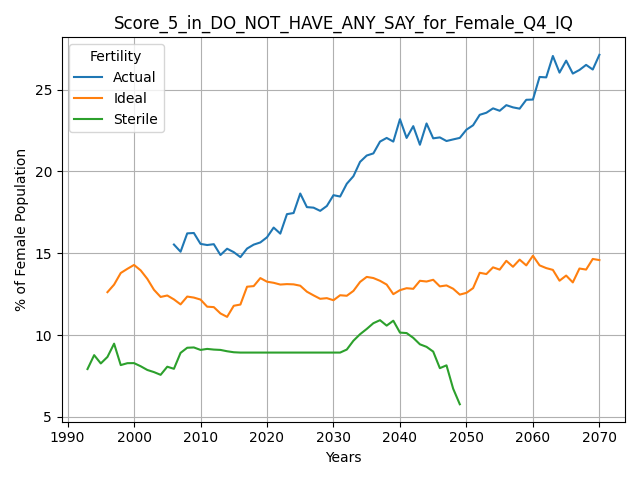 Score_5_in_DO_NOT_HAVE_ANY_SAY_for_Female_Q4_IQ
Fertility
Actual
Ideal
Sterile
% of Female Population
25
20
15
10
5
1990 2000 2010 2020 2030 2040 2050 2060 2070
Years